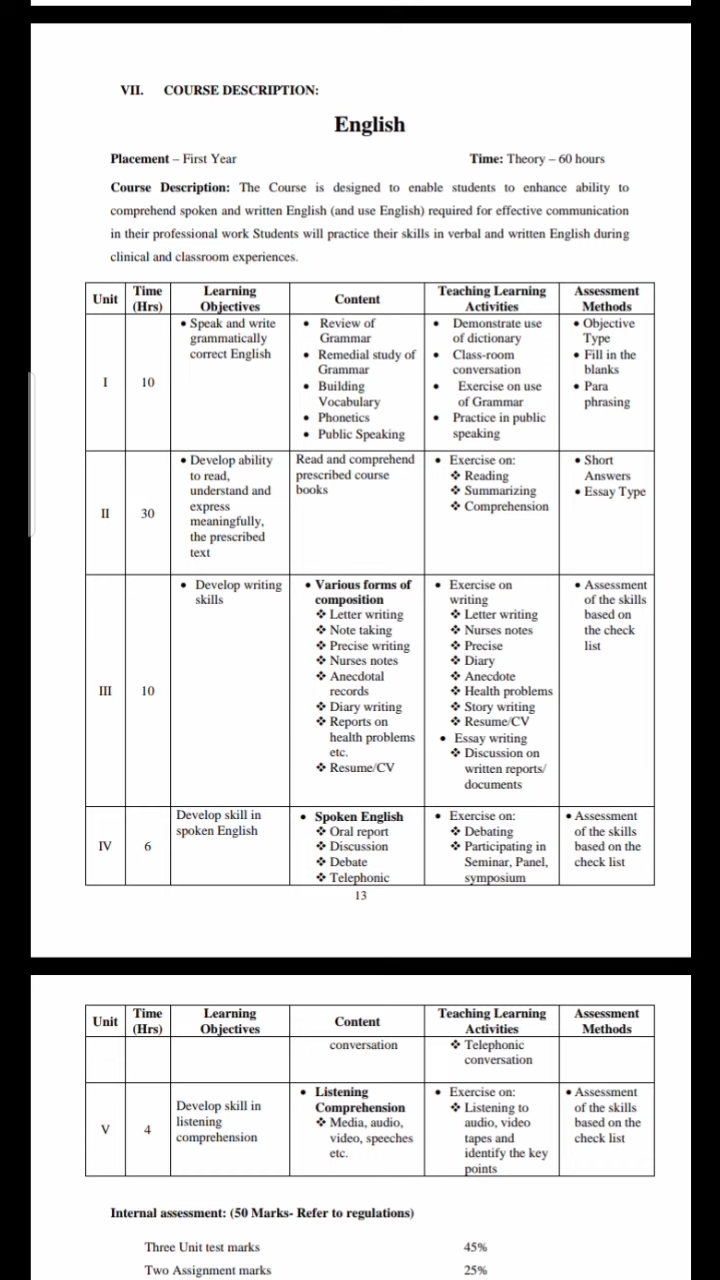 VII. COURSE DESCRIPTION:
English
Placement – First Year Time: Theory – 60 hours
Course Description: The Course is designed to enable students to enhance ability to
comprehend spoken and written English (and use English) required for effective communication
in their professional work Students will practice their skills in verbal and written English during
clinical and classroom experiences.
Unit
Time
(Hrs)
Learning
Objectives
Content
Teaching Learning
Activities
Assessment
Methods
I
10
• Speak and write
grammatically
correct English
• Review of
Grammar
• Remedial study of
Grammar
• Building
Vocabulary
• Phonetics
• Public Speaking
• Demonstrate use
of dictionary
• Class-room
conversation
• Exercise on use
of Grammar
• Practice in public
speaking
• Objective
Type
• Fill in the
blanks
• Para
phrasing
II
30
• Develop ability
to read,
understand and
express
meaningfully,
the prescribed
text
Read and comprehend
prescribed course
books
• Exercise on:
❖ Reading
❖ Summarizing
❖ Comprehension
• Short
Answers
• Essay Type
III
10
• Develop writing
skills
• Various forms of
composition
❖ Letter writing
❖ Note taking
❖ Precise writing
❖ Nurses notes
❖ Anecdotal
records
❖ Diary writing
❖ Reports on
health problems
etc.
❖ Resume/CV
• Exercise on
writing
❖ Letter writing
❖ Nurses notes
❖ Precise
❖ Diary
❖ Anecdote
❖ Health problems
❖ Story writing
❖ Resume/CV
• Essay writing
❖ Discussion on
written reports/
documents
• Assessment
of the skills
based on
the check
list
IV
6
Develop skill in
spoken English
• Spoken English
❖ Oral report
❖ Discussion
❖ Debate
❖ Telephonic
• Exercise on:
❖ Debating
❖ Participating in
Seminar, Panel,
symposium
• Assessment
of the skills
based on the
check list
13
Unit
Time
(Hrs)
Learning
Objectives
Content
Teaching Learning
Activities
Assessment
Methods
conversation
❖ Telephonic
conversation
V
4
Develop skill in
listening
comprehension
• Listening
Comprehension
❖ Media, audio,
video, speeches
etc.
• Exercise on:
❖ Listening to
audio, video
tapes and
identify the key
points
• Assessment
of the skills
based on the
check list
Internal assessment: (50 Marks- Refer to regulations)
Three Unit test marks 45%
Two Assignment marks 25%